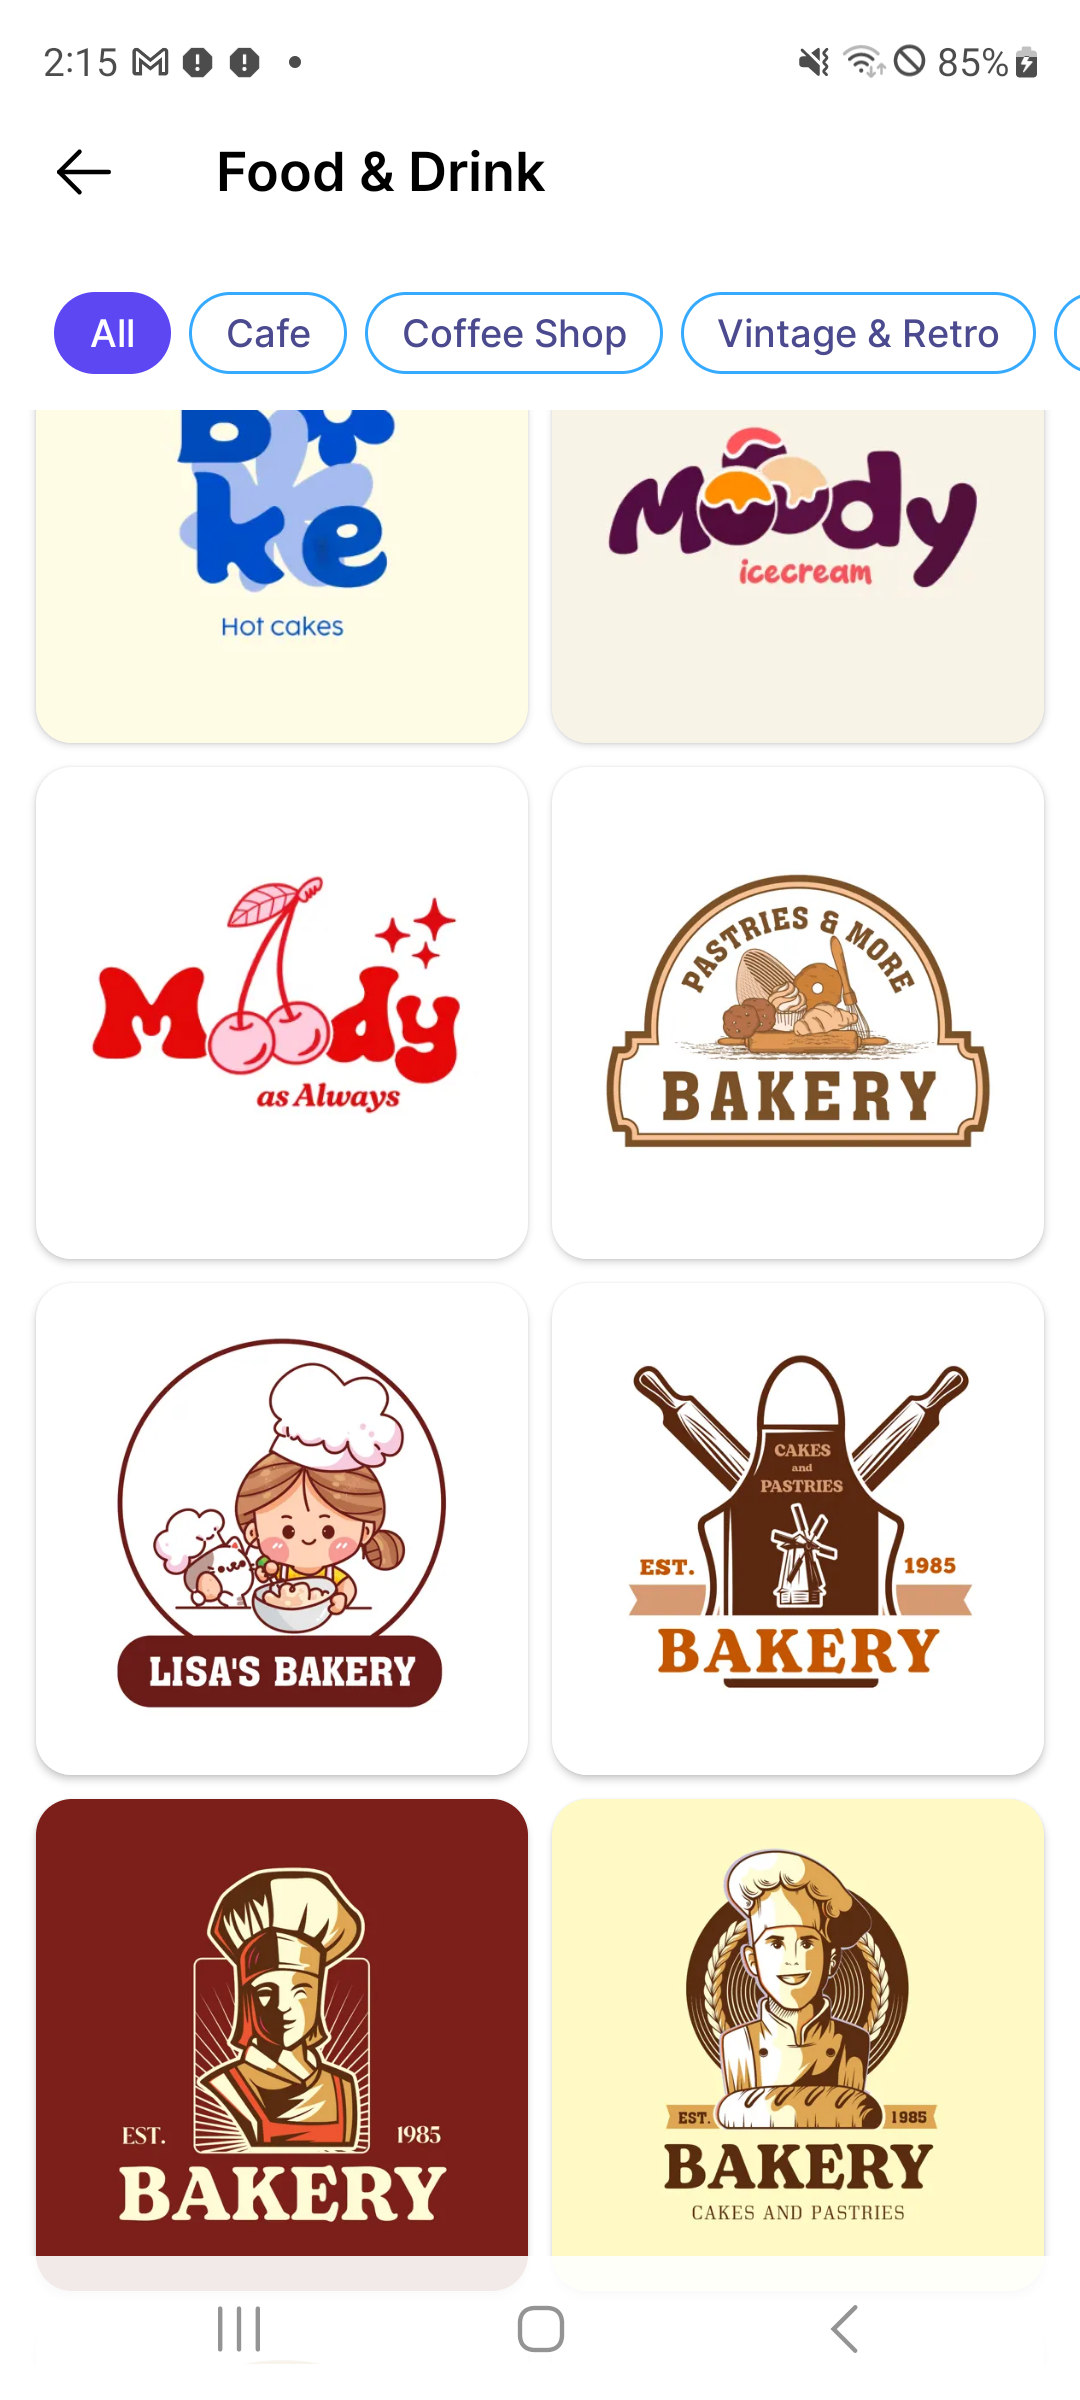 2:15
85%
Food & Drink
All
Cafe
Coffee Shop
Vintage & Retro
ke
Hot cakes
Moody
icecream
Moody
as Always
PASTRIES & MORE
BAKERY
LISA'S BAKERY
CAKES
and
PASTRIES
EST.
1985
BAKERY
EST.
1985
BAKERY
EST.
1985
BAKERY
CAKES AND PASTRIES